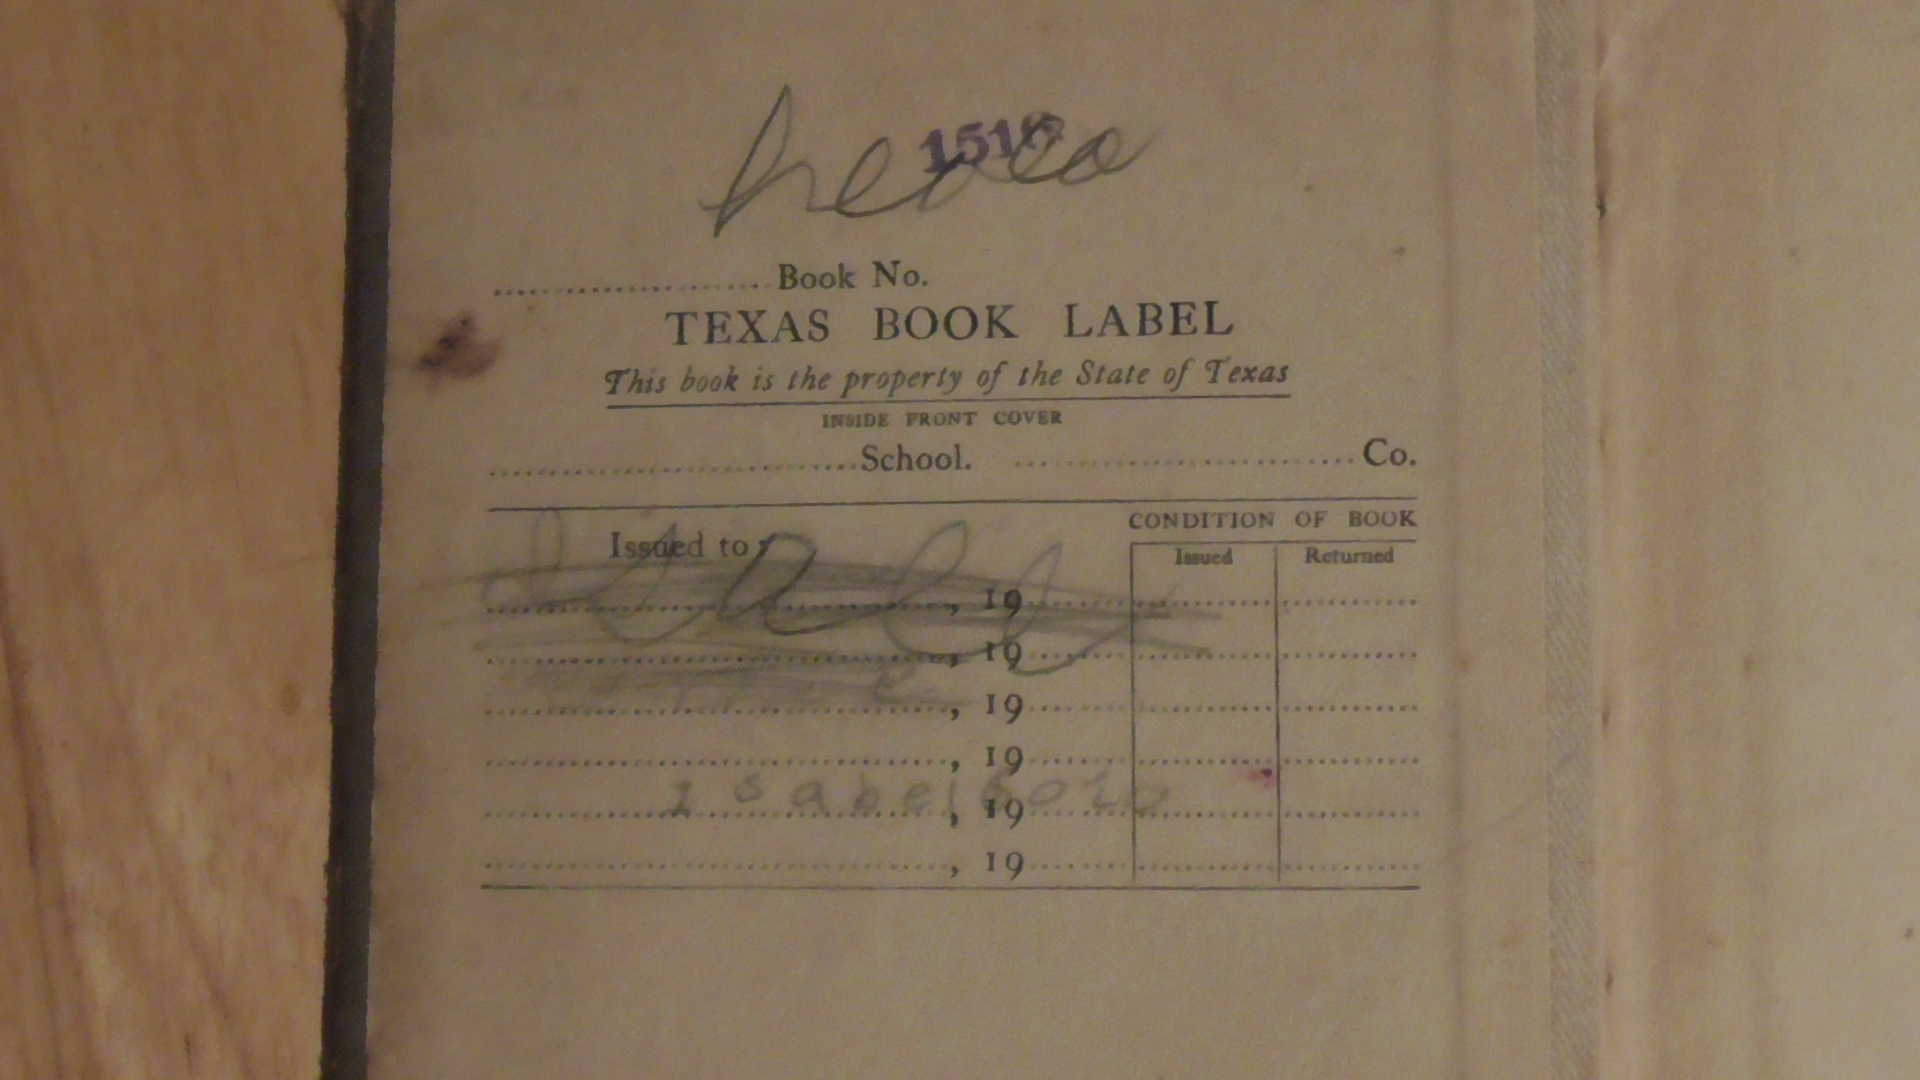 Book No.
TEXAS BOOK LABEL
This book is the property of the State of Texas
INSIDE FRONT COVER
School. Co.
CONDITION OF BOOK
Issued to: Issued Returned
, 19
, 19
, 19
, 19
, 19
, 19
isabel